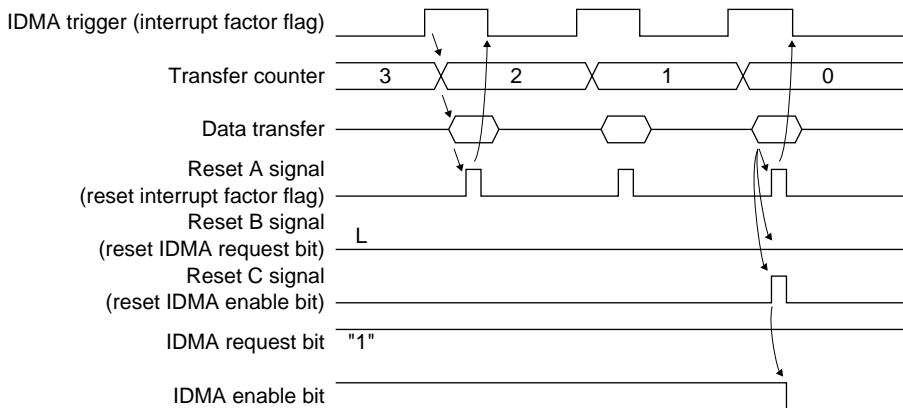 IDMA trigger (interrupt factor flag)
Transfer counter 3 2 1 0
Data transfer
Reset A signal
(reset interrupt factor flag)
Reset B signal
(reset IDMA request bit) L
Reset C signal
(reset IDMA enable bit)
IDMA request bit "1"
IDMA enable bit